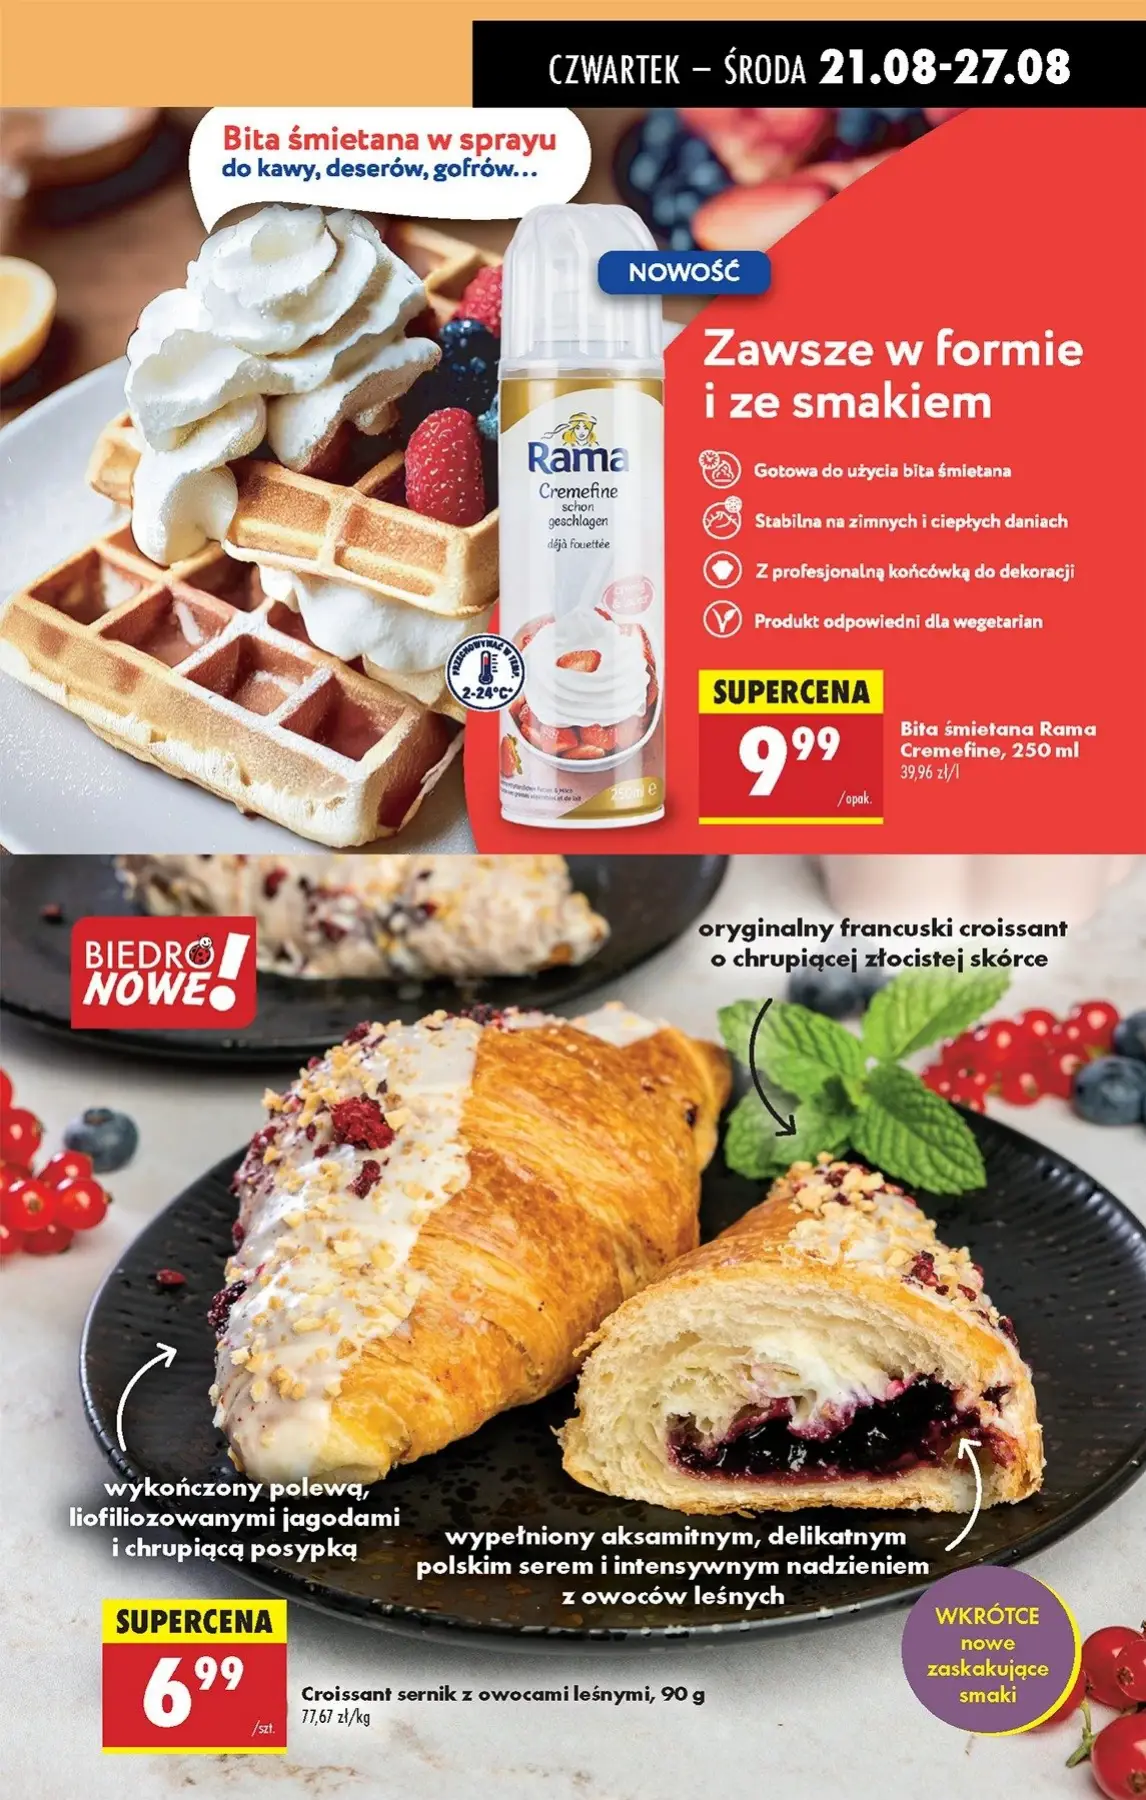 CZWARTEK – ŚRODA 21.08-27.08
Bita śmietana w sprayu
do kawy, deserów, gofrów...
NOWOŚĆ
Zawsze w formie
i ze smakiem
Gotowa do użycia bita śmietana
Stabilna na zimnych i ciepłych daniach
Z profesjonalną końcówką do dekoracji
Produkt odpowiedni dla wegetarian
Rama
Cremefine
schon
geschlagen
déjà fouettée
PRZECHOWYWAĆ W TEMP.
2-24°C*
250ml e
SUPERCENA
9 99
/opak.
Bita śmietana Rama
Cremefine, 250 ml
39,96 zł/l
BIEDRO
NOWE!
oryginalny francuski croissant
o chrupiącej złocistej skórce
wykończony polewą,
liofilizowanymi jagodami
i chrupiącą posypką
wypełniony aksamitnym, delikatnym
polskim serem i intensywnym nadzieniem
z owoców leśnych
WKRÓTCE
nowe
zaskakujące
smaki
SUPERCENA
6 99
/szt.
Croissant sernik z owocami leśnymi, 90 g
77,67 zł/kg